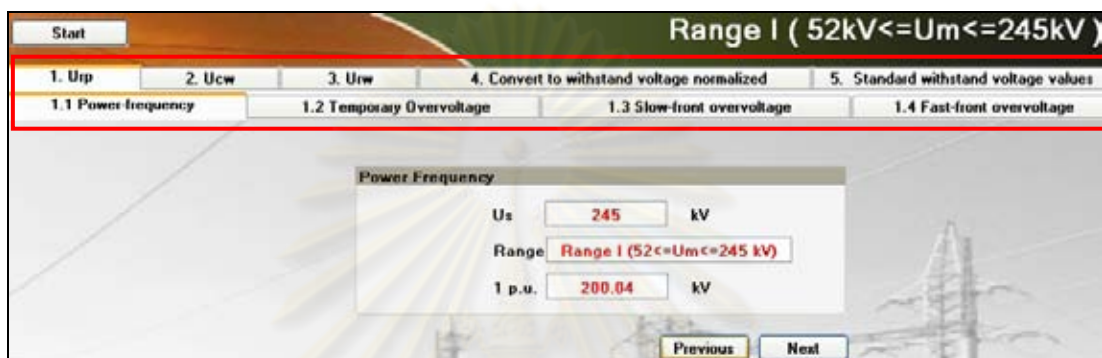 Start
Range I ( 52kV<=Um<=245kV )
1. Urp 2. Ucw 3. Urw 4. Convert to withstand voltage normalized 5. Standard withstand voltage values
1.1 Power-frequency 1.2 Temporary Overvoltage 1.3 Slow-front overvoltage 1.4 Fast-front overvoltage
Power Frequency
Us 245 kV
Range Range I (52<=Um<=245 kV)
1 p.u. 200.04 kV
Previous Next